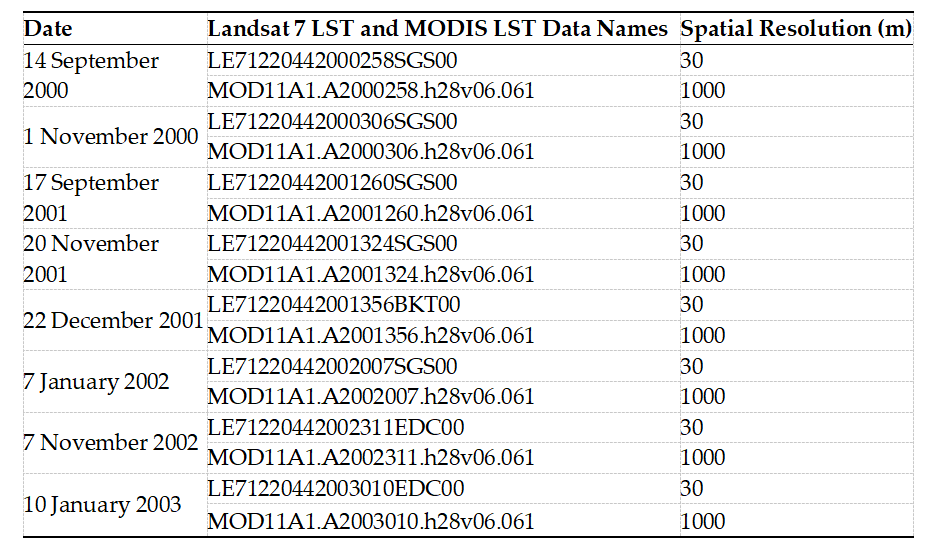 Date Landsat 7 LST and MODIS LST Data Names Spatial Resolution (m)
14 September 2000 LE71220442000258SGS00 30
MOD11A1.A2000258.h28v06.061 1000
1 November 2000 LE71220442000306SGS00 30
MOD11A1.A2000306.h28v06.061 1000
17 September 2001 LE71220442001260SGS00 30
MOD11A1.A2001260.h28v06.061 1000
20 November 2001 LE71220442001324SGS00 30
MOD11A1.A2001324.h28v06.061 1000
22 December 2001 LE71220442001356BKT00 30
MOD11A1.A2001356.h28v06.061 1000
7 January 2002 LE71220442002007SGS00 30
MOD11A1.A2002007.h28v06.061 1000
7 November 2002 LE71220442002311EDC00 30
MOD11A1.A2002311.h28v06.061 1000
10 January 2003 LE71220442003010EDC00 30
MOD11A1.A2003010.h28v06.061 1000